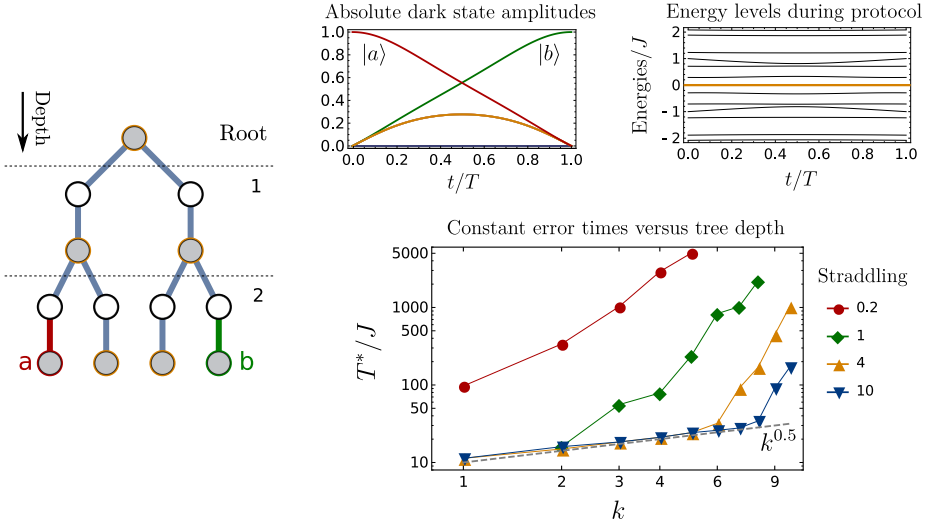 Depth
Root
1
2
a
b
Absolute dark state amplitudes
1.0
0.8
0.6
0.4
0.2
0.0
|a⟩
|b⟩
0.0 0.2 0.4 0.6 0.8 1.0
t/T
Energy levels during protocol
Energies/J
2
1
0
-1
-2
0.0 0.2 0.4 0.6 0.8 1.0
t/T
Constant error times versus tree depth
T*/J
5000
1000
500
100
50
10
k^0.5
1 2 3 4 6 9
k
Straddling
0.2
1
4
10